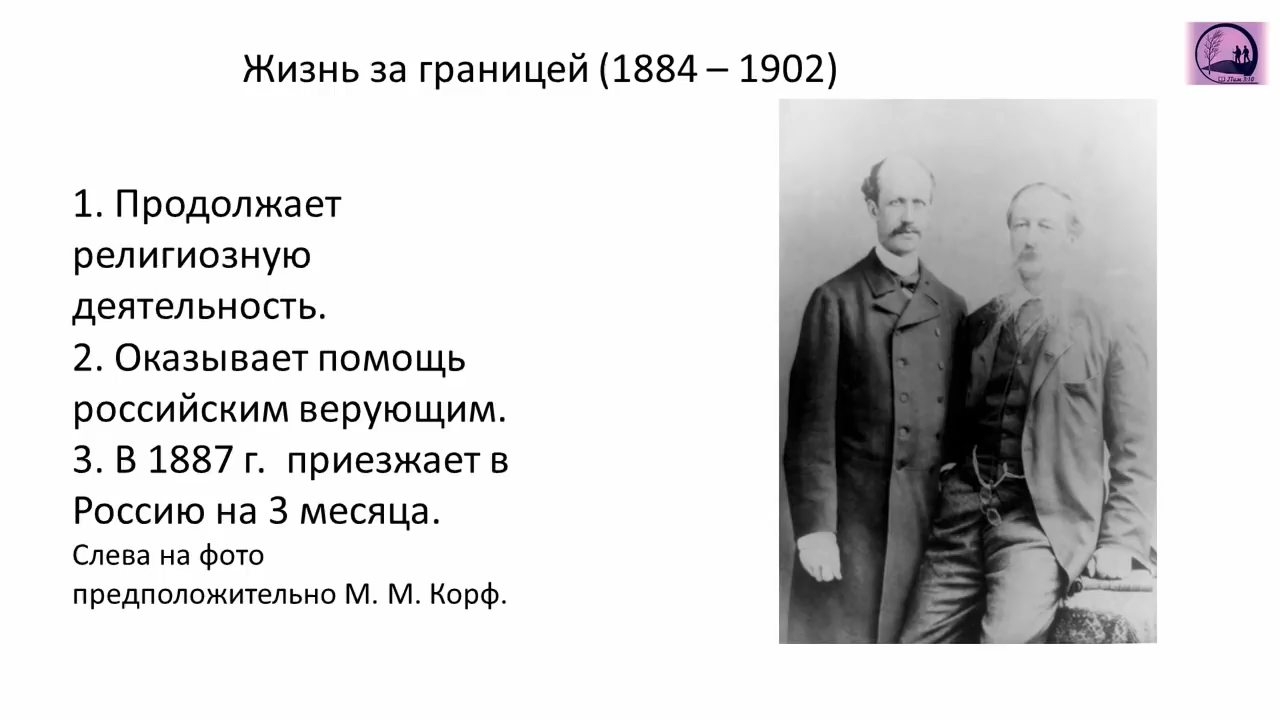 Жизнь за границей (1884 – 1902)
1. Продолжает
религиозную
деятельность.
2. Оказывает помощь
российским верующим.
3. В 1887 г.  приезжает в
Россию на 3 месяца.
Слева на фото
предположительно М. М. Корф.